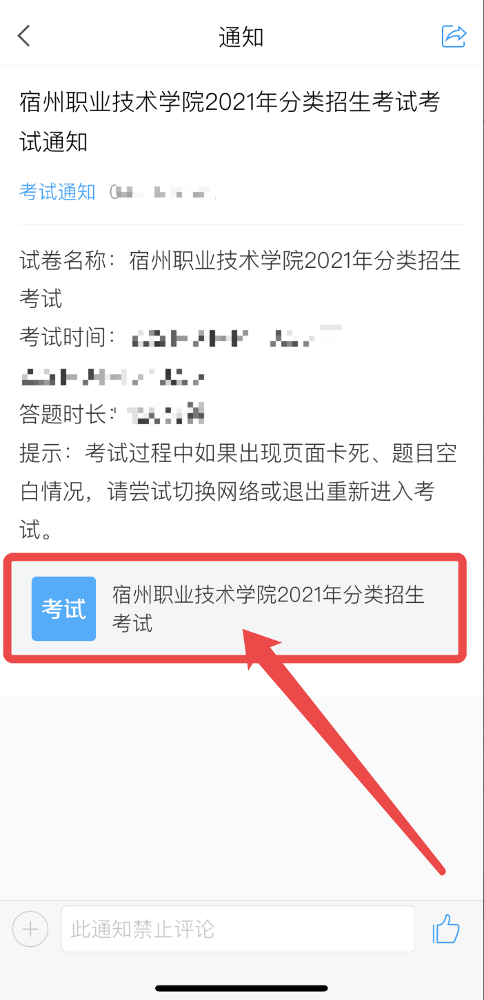 通知
宿州职业技术学院2021年分类招生考试考
试通知
考试通知
试卷名称：宿州职业技术学院2021年分类招生
考试
考试时间：
答题时长：
提示：考试过程中如果出现页面卡死、题目空
白情况，请尝试切换网络或退出重新进入考
试。
考试
宿州职业技术学院2021年分类招生
考试
此通知禁止评论